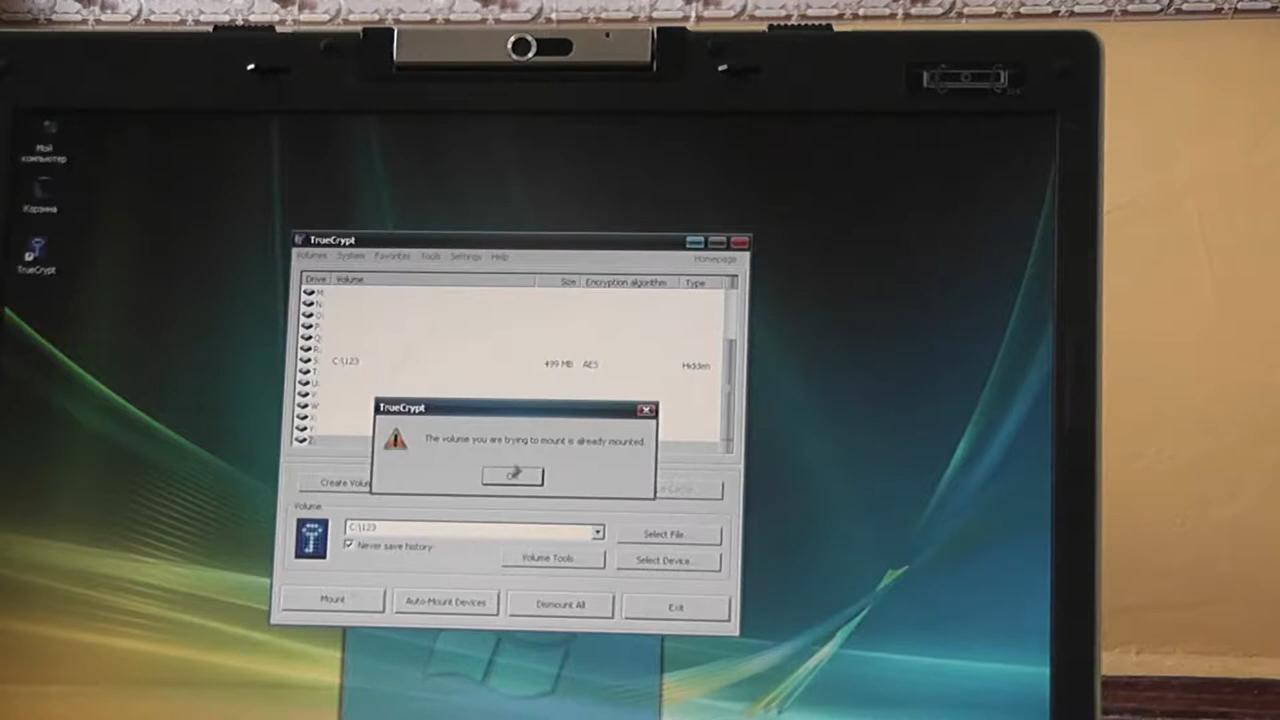 Мой
компьютер
Корзина
TrueCrypt
TrueCrypt
Volumes System Favorites Tools Settings Help Homepage
Drive Volume Size Encryption algorithm Type
M:
N:
O:
P:
Q:
R:
S: C:\123 499 MB AES Hidden
T:
U:
V:
W:
X:
Y:
Z:
TrueCrypt
The volume you are trying to mount is already mounted.
OK
Create Volu
Volume
C:\123
Select File...
Never save history
Volume Tools...
Select Device...
Mount
Auto-Mount Devices
Dismount All
Exit